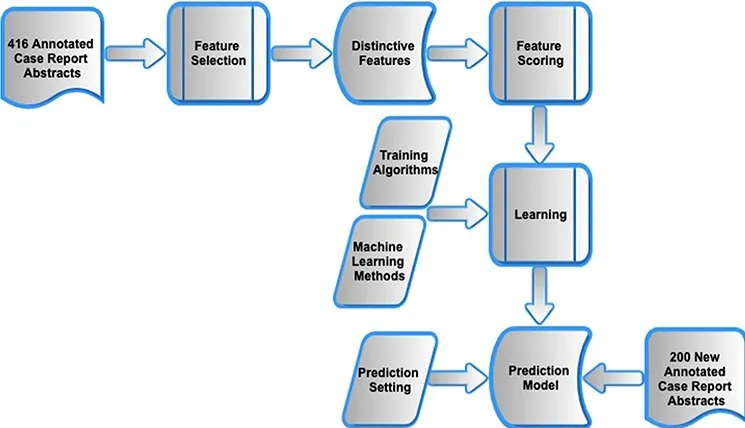 416 Annotated
Case Report
Abstracts
Feature
Selection
Distinctive
Features
Feature
Scoring
Training
Algorithms
Learning
Machine
Learning
Methods
Prediction
Setting
Prediction
Model
200 New
Annotated
Case Report
Abstracts